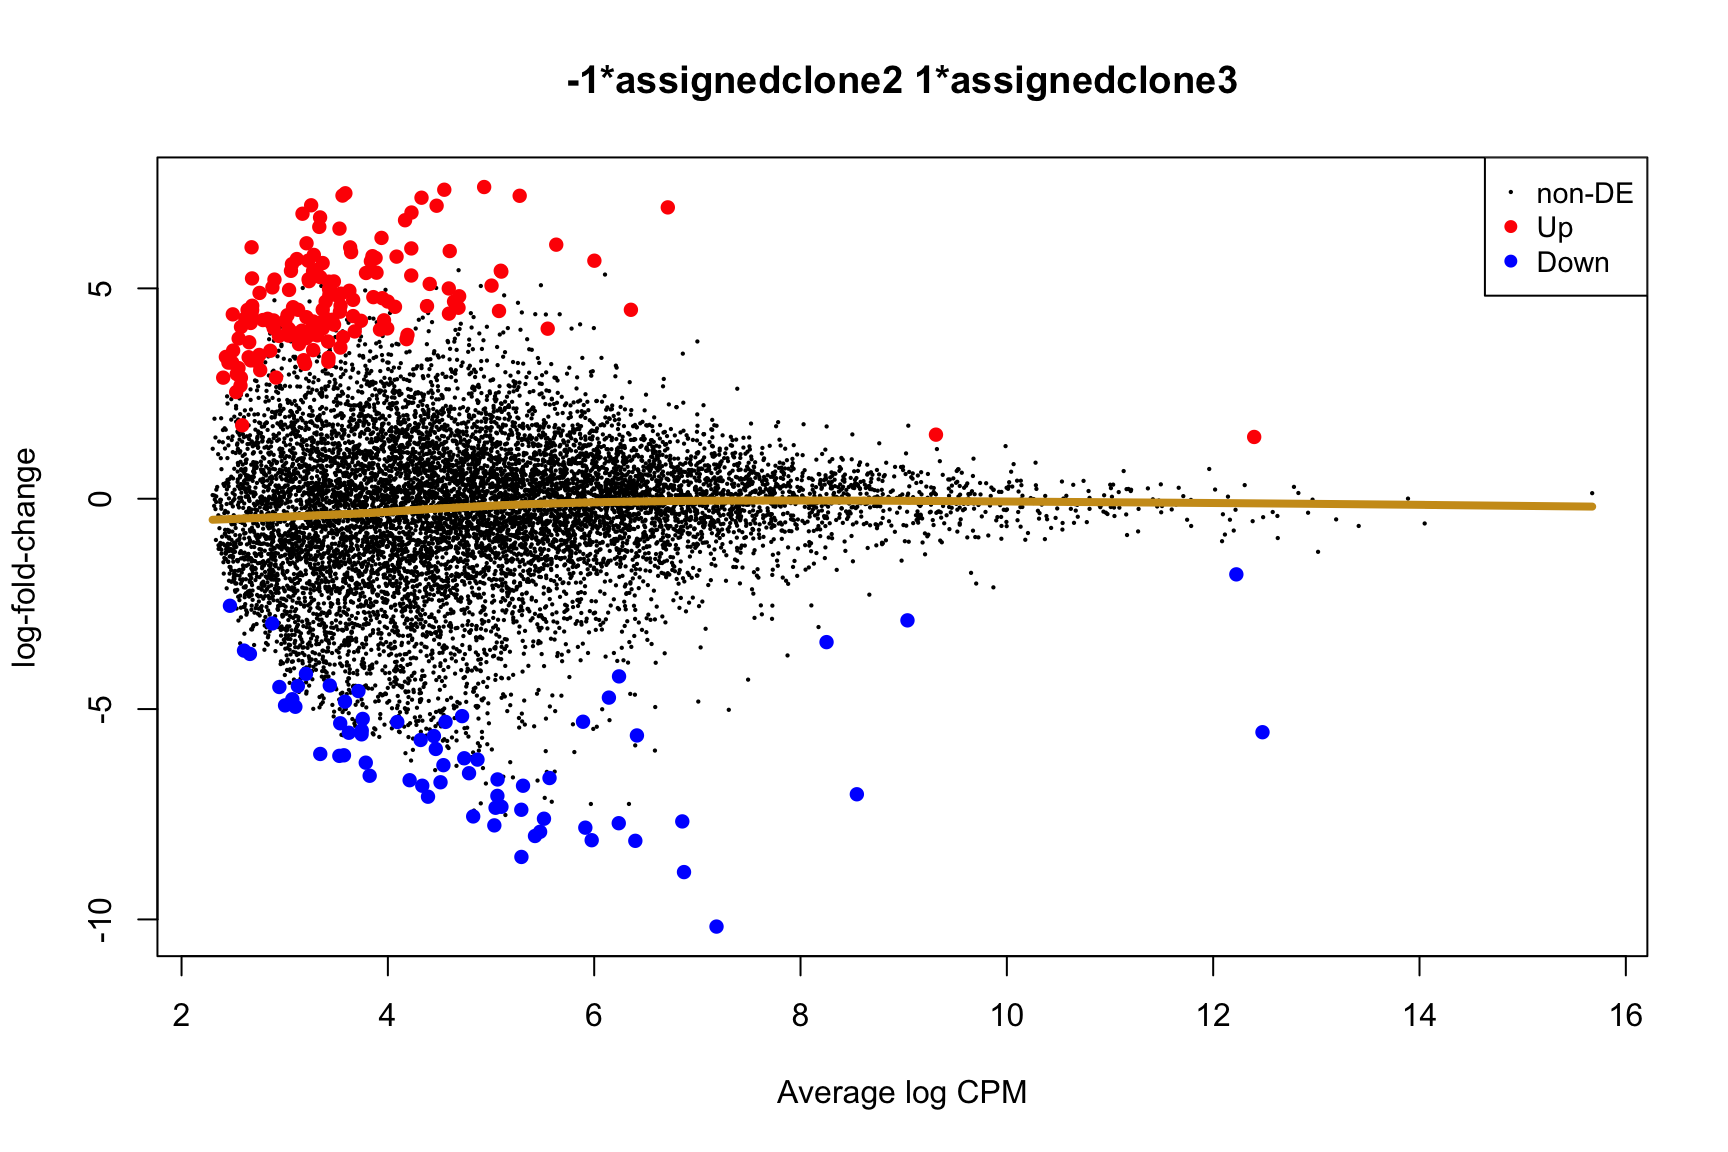 -1*assignedclone2 1*assignedclone3
non-DE
Up
Down
log-fold-change
5
0
-5
-10
2 4 6 8 10 12 14 16
Average log CPM